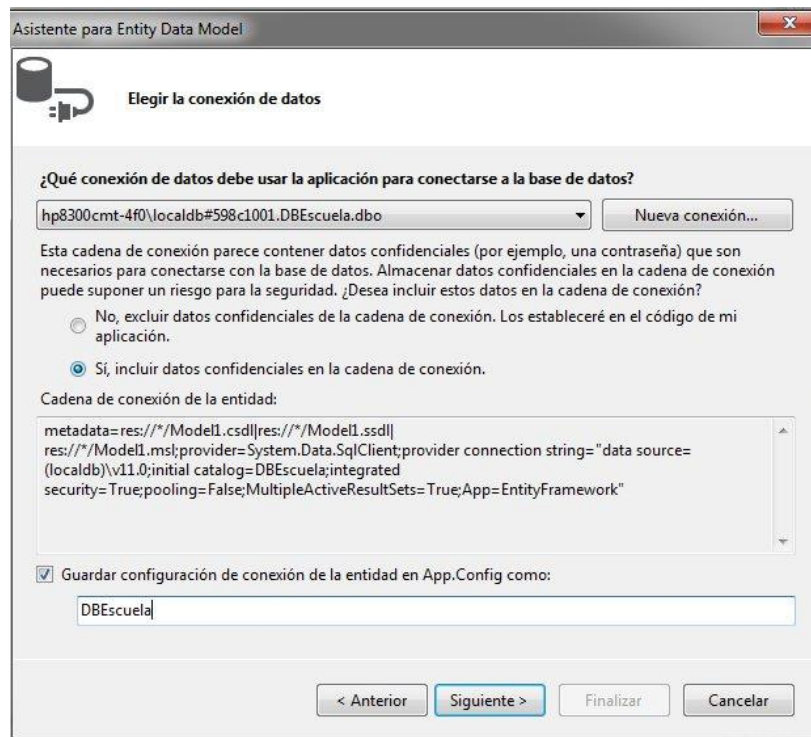 Asistente para Entity Data Model
Elegir la conexión de datos
¿Qué conexión de datos debe usar la aplicación para conectarse a la base de datos?
hp8300cmt-4f0\localdb#598c1001.DBEscuela.dbo
Nueva conexión...
Esta cadena de conexión parece contener datos confidenciales (por ejemplo, una contraseña) que son
necesarios para conectarse con la base de datos. Almacenar datos confidenciales en la cadena de conexión
puede suponer un riesgo para la seguridad. ¿Desea incluir estos datos en la cadena de conexión?
No, excluir datos confidenciales de la cadena de conexión. Los estableceré en el código de mi
aplicación.
Sí, incluir datos confidenciales en la cadena de conexión.
Cadena de conexión de la entidad:
metadata=res://*/Model1.csdl|res://*/Model1.ssdl|
res://*/Model1.msl;provider=System.Data.SqlClient;provider connection string="data source=
(localdb)\v11.0;initial catalog=DBEscuela;integrated
security=True;pooling=False;MultipleActiveResultSets=True;App=EntityFramework"
Guardar configuración de conexión de la entidad en App.Config como:
DBEscuela
< Anterior
Siguiente >
Finalizar
Cancelar